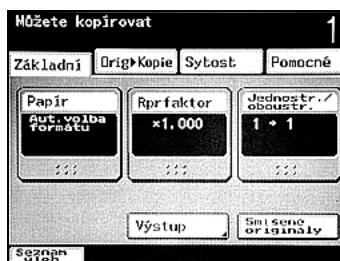 Můžete kopírovat 1
Základní Orig▸Kopie Sytost Pomocné
Papír
Aut.volba
formátu
Rprfaktor
×1,000
Jednostr./
oboustr.
1 → 1
Výstup
Smíšené
originály
Seznam
úloh